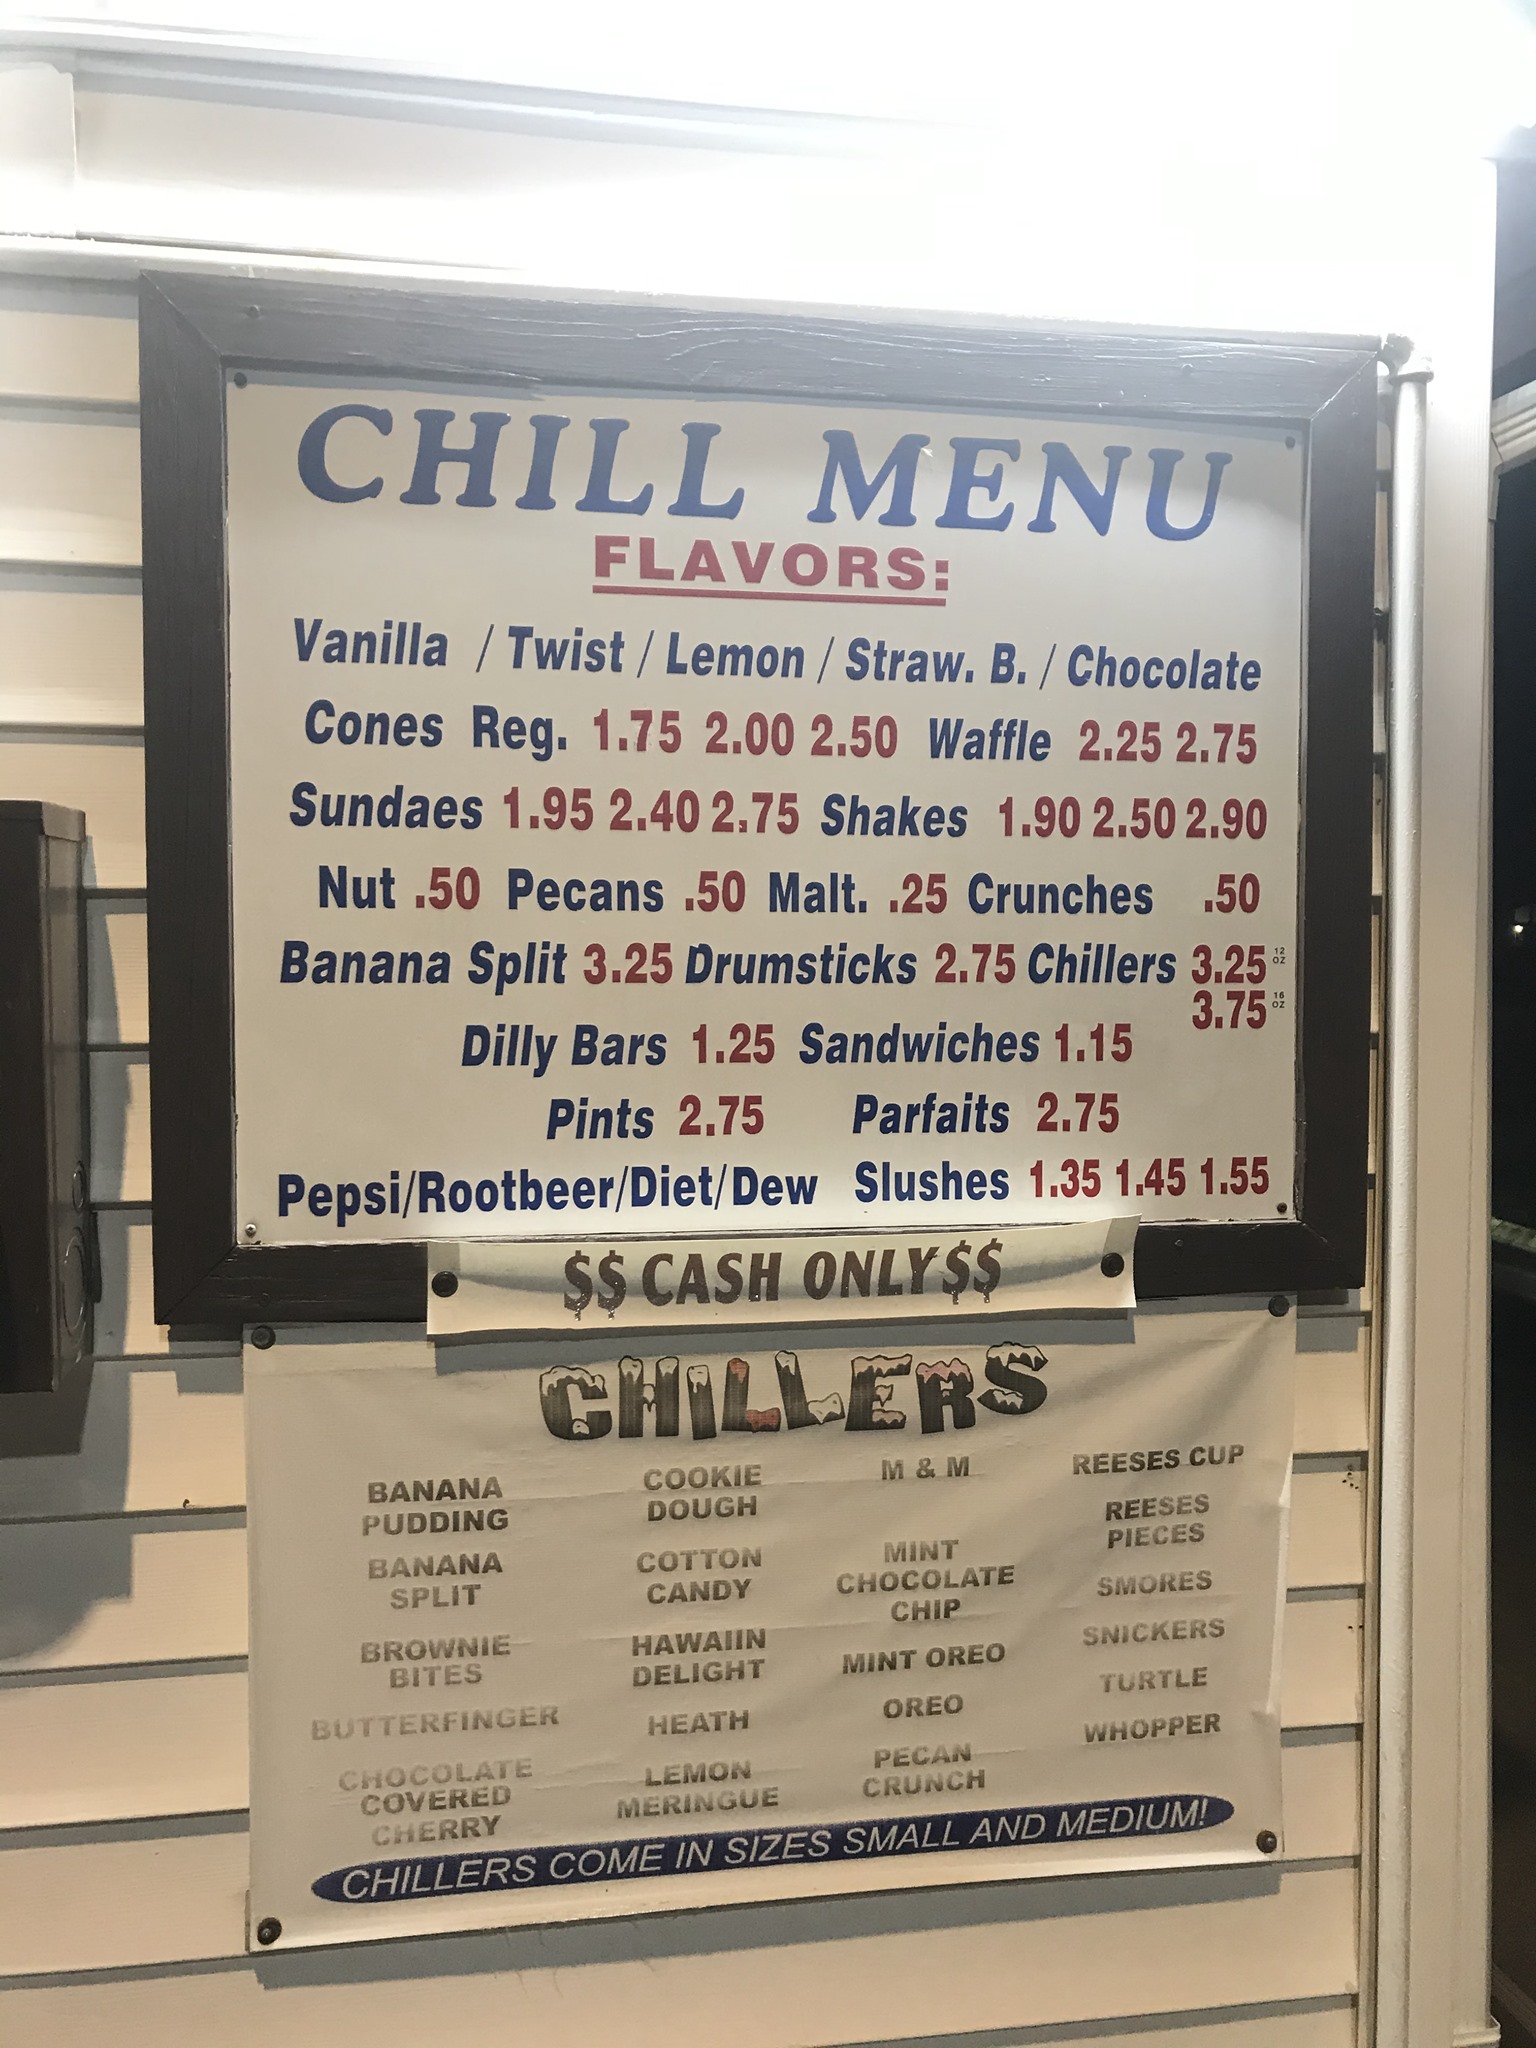 CHILL MENU
FLAVORS:
Vanilla / Twist / Lemon / Straw. B. / Chocolate
Cones Reg. 1.75 2.00 2.50 Waffle 2.25 2.75
Sundaes 1.95 2.40 2.75 Shakes 1.90 2.50 2.90
Nut .50 Pecans .50 Malt. .25 Crunches .50
Banana Split 3.25 Drumsticks 2.75 Chillers 3.25 12 OZ
3.75 16 OZ
Dilly Bars 1.25 Sandwiches 1.15
Pints 2.75 Parfaits 2.75
Pepsi/Rootbeer/Diet/Dew Slushes 1.35 1.45 1.55
$$ CASH ONLY $$
CHILLERS
BANANA
PUDDING
BANANA
SPLIT
BROWNIE
BITES
BUTTERFINGER
CHOCOLATE
COVERED
CHERRY
COOKIE
DOUGH
COTTON
CANDY
HAWAIIN
DELIGHT
HEATH
LEMON
MERINGUE
M & M
MINT
CHOCOLATE
CHIP
MINT OREO
OREO
PECAN
CRUNCH
REESES CUP
REESES
PIECES
SMORES
SNICKERS
TURTLE
WHOPPER
CHILLERS COME IN SIZES SMALL AND MEDIUM!